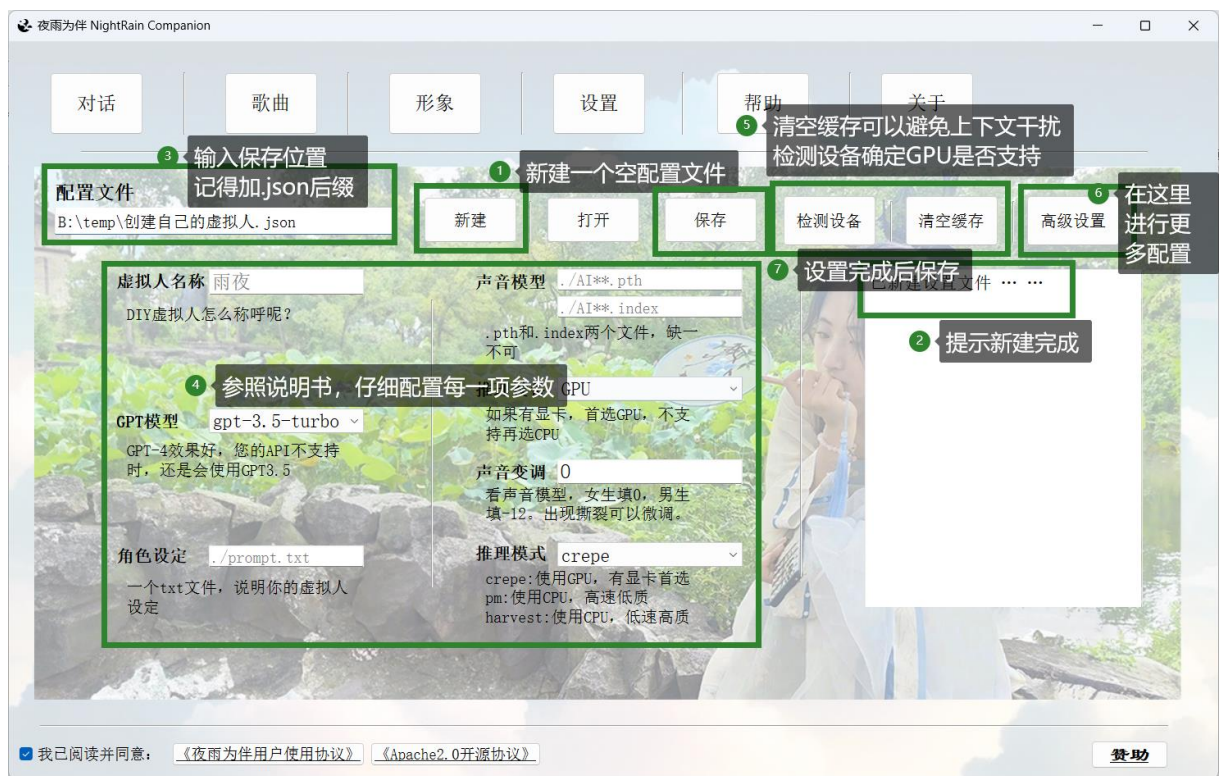 夜雨为伴 NightRain Companion
对话
歌曲
形象
设置
帮助
关于
5
清空缓存可以避免上下文干扰
检测设备确定GPU是否支持
3
输入保存位置
记得加.json后缀
1
新建一个空配置文件
配置文件
B:\temp\创建自己的虚拟人.json
新建
打开
保存
检测设备
清空缓存
高级设置
6
在这里
进行更
多配置
7
设置完成后保存
已新建设置文件 … …
2
提示新建完成
虚拟人名称
雨夜
DIY虚拟人怎么称呼呢？
声音模型
./AI**.pth
./AI**.index
.pth和.index两个文件，缺一
不可
4
参照说明书，仔细配置每一项参数
GPU
如果有显卡，首选GPU，不支
持再选CPU
GPT模型
gpt-3.5-turbo
GPT-4效果好，您的API不支持
时，还是会使用GPT3.5
声音变调
0
看声音模型，女生填0，男生
填-12。出现撕裂可以微调。
角色设定
./prompt.txt
一个txt文件，说明你的虚拟人
设定
推理模式
crepe
crepe:使用GPU，有显卡首选
pm:使用CPU，高速低质
harvest:使用CPU，低速高质
我已阅读并同意：
《夜雨为伴用户使用协议》
《Apache2.0开源协议》
赞助